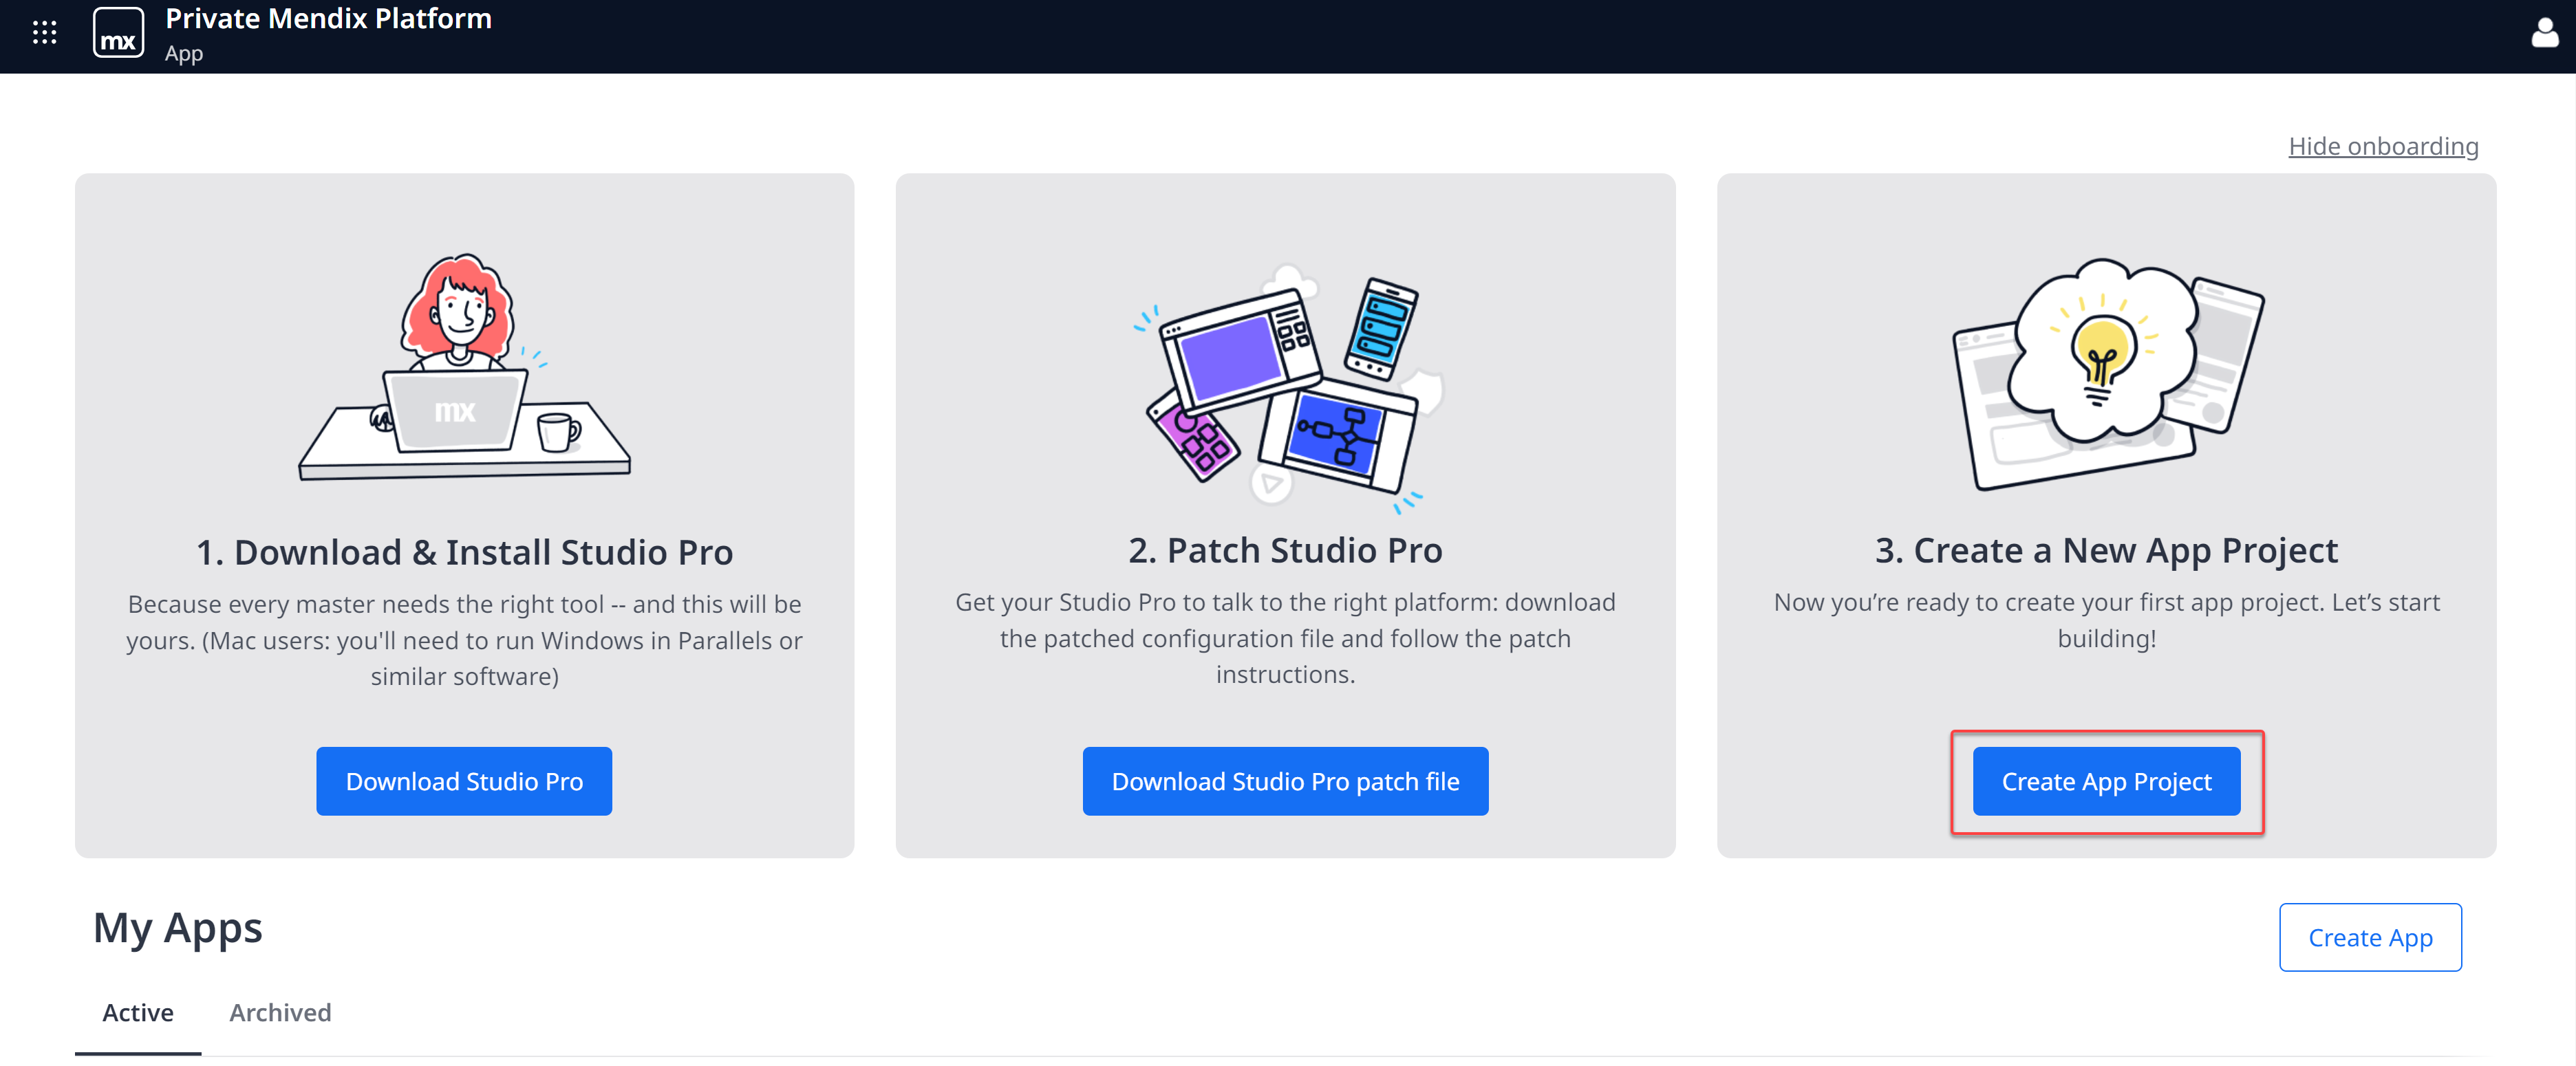 mx
Private Mendix Platform
App
Hide onboarding
mx
1. Download & Install Studio Pro
Because every master needs the right tool -- and this will be
yours. (Mac users: you'll need to run Windows in Parallels or
similar software)
Download Studio Pro
2. Patch Studio Pro
Get your Studio Pro to talk to the right platform: download
the patched configuration file and follow the patch
instructions.
Download Studio Pro patch file
3. Create a New App Project
Now you’re ready to create your first app project. Let’s start
building!
Create App Project
My Apps
Create App
Active
Archived